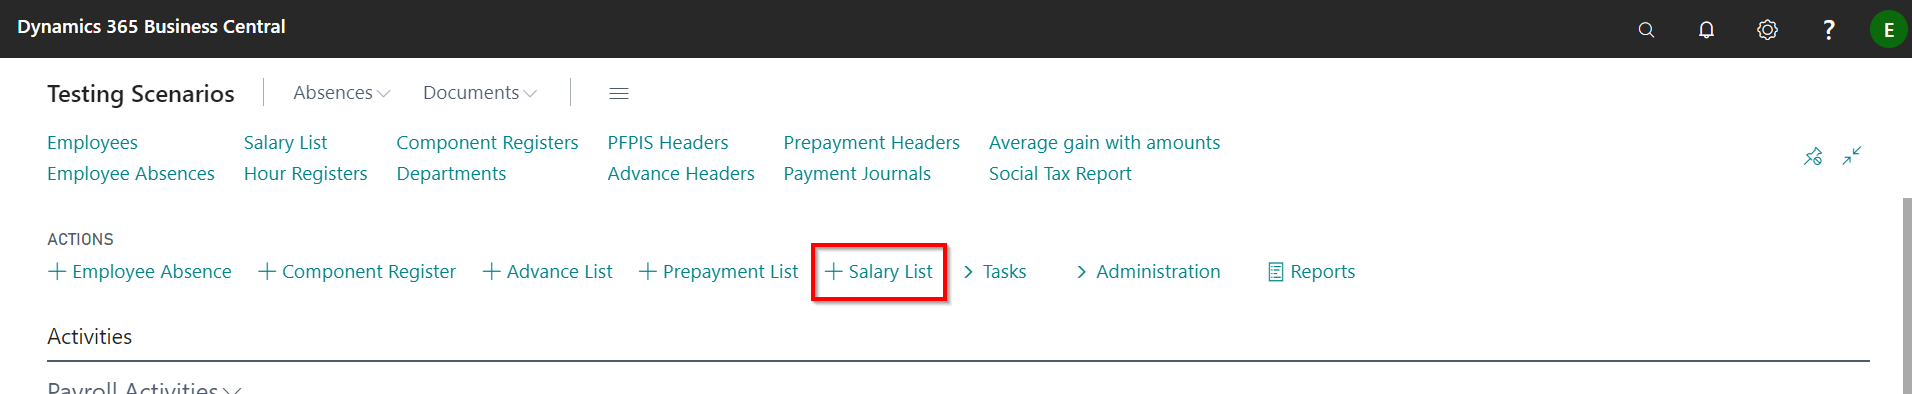 Dynamics 365 Business Central
? E
Testing Scenarios Absences Documents
Employees Salary List Component Registers PFPIS Headers Prepayment Headers Average gain with amounts
Employee Absences Hour Registers Departments Advance Headers Payment Journals Social Tax Report
ACTIONS
+ Employee Absence + Component Register + Advance List + Prepayment List + Salary List > Tasks > Administration Reports
Activities
Payroll Activities